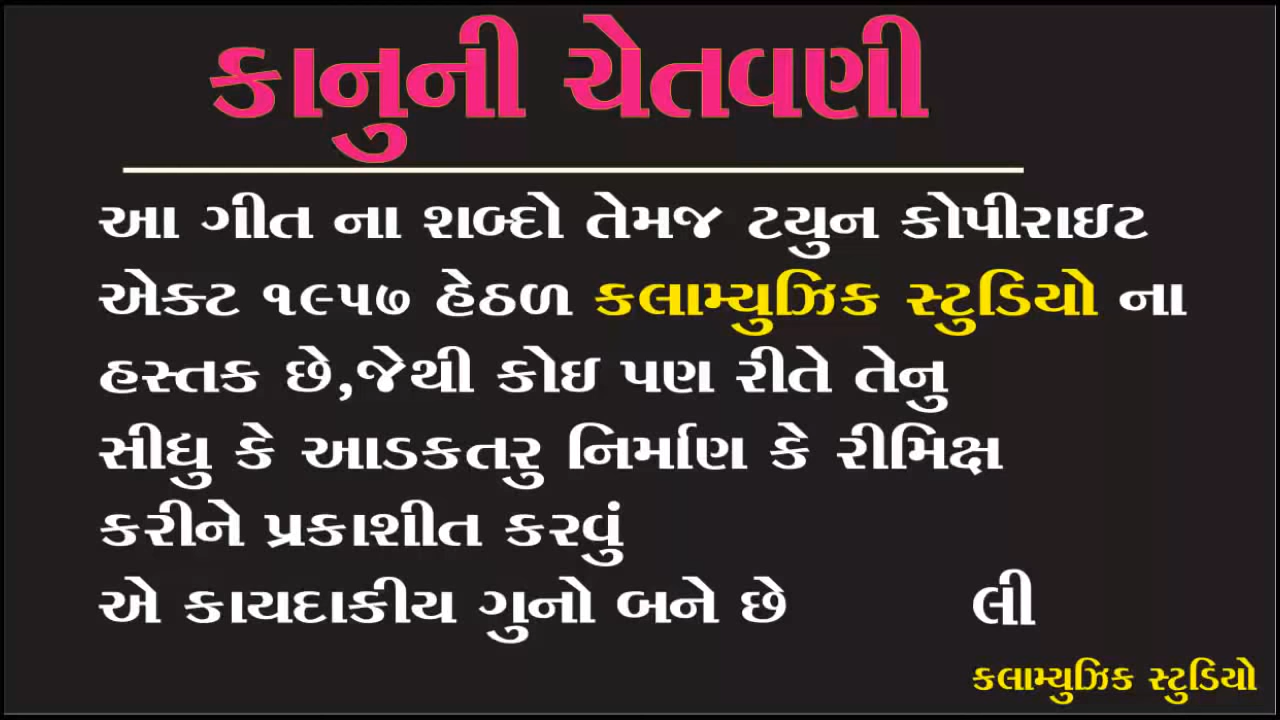 કાનુની ચેતવણી
આ ગીત ના શબ્દો તેમજ ટયુન કોપીરાઇટ
એક્ટ ૧૯૫૭ હેઠળ કલામ્યુઝિક સ્ટુડિયો ના
હસ્તક છે,જેથી કોઇ પણ રીતે તેનુ
સીધુ કે આડકતરુ નિર્માણ કે રીમિક્ષ
કરીને પ્રકાશીત કરવું
એ કાયદાકીય ગુનો બને છે લી
કલામ્યુઝિક સ્ટુડિયો